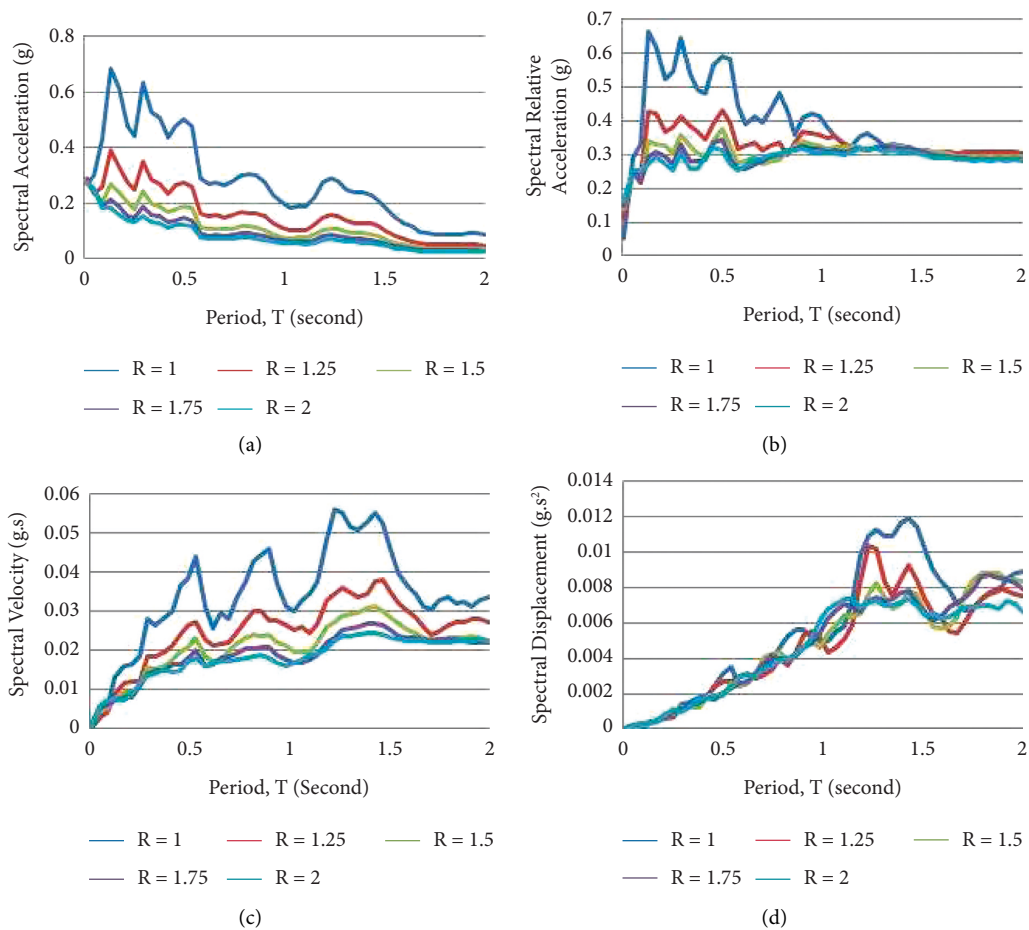 Spectral Acceleration (g)
0.8
0.6
0.4
0.2
0
0 0.5 1 1.5 2
Period, T (second)
R = 1 R = 1.25 R = 1.5
R = 1.75 R = 2
(a)
Spectral Relative
Acceleration (g)
0.7
0.6
0.5
0.4
0.3
0.2
0.1
0
0 0.5 1 1.5 2
Period, T (second)
R = 1 R = 1.25 R = 1.5
R = 1.75 R = 2
(b)
Spectral Velocity (g.s)
0.06
0.05
0.04
0.03
0.02
0.01
0
0 0.5 1 1.5 2
Period, T (Second)
R = 1 R = 1.25 R = 1.5
R = 1.75 R = 2
(c)
Spectral Displacement (g.s²)
0.014
0.012
0.01
0.008
0.006
0.004
0.002
0
0 0.5 1 1.5 2
Period, T (second)
R = 1 R = 1.25 R = 1.5
R = 1.75 R = 2
(d)